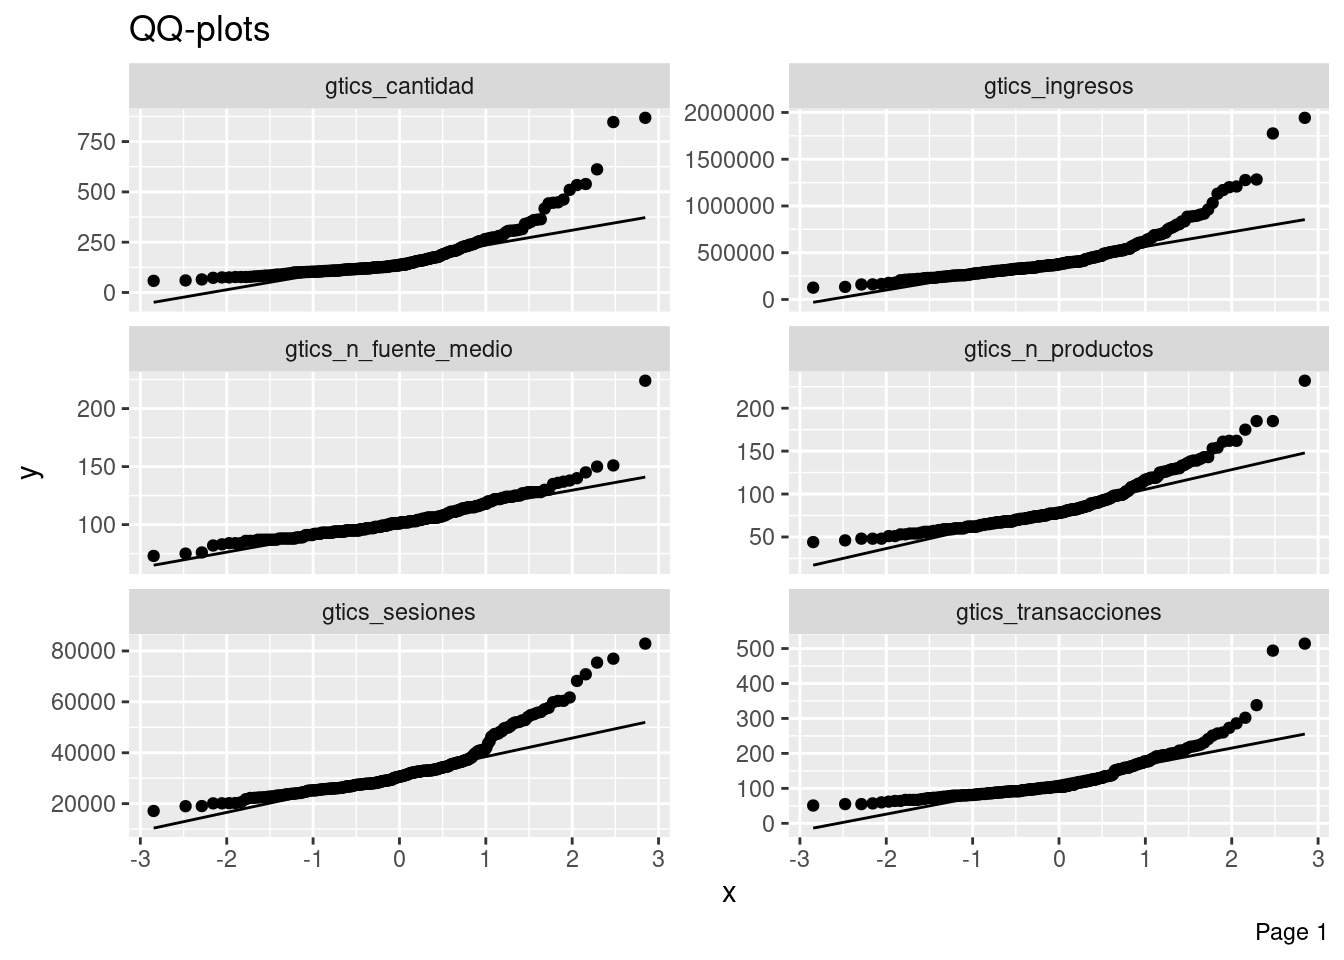 QQ-plots
gtics_cantidad
gtics_ingresos
750
500
250
0
2000000
1500000
1000000
500000
0
gtics_n_fuente_medio
gtics_n_productos
200
150
100
200
150
100
50
gtics_sesiones
gtics_transacciones
80000
60000
40000
20000
500
400
300
200
100
0
-3 -2 -1 0 1 2 3
-3 -2 -1 0 1 2 3
y
x
Page 1